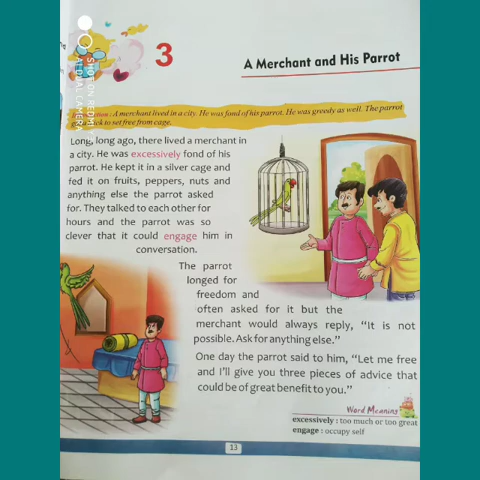 3
A Merchant and His Parrot
: A merchant lived in a city. He was fond of his parrot. He was greedy as well. The parrot
to set free from cage.
Long, long ago, there lived a merchant in
a city. He was excessively fond of his
parrot. He kept it in a silver cage and
fed it on fruits, peppers, nuts and
anything else the parrot asked
for. They talked to each other for
hours and the parrot was so
clever that it could engage him in
conversation.
The parrot
longed for
freedom and
often asked for it but the
merchant would always reply, "It is not
possible. Ask for anything else."
One day the parrot said to him, "Let me free
and I'll give you three pieces of advice that
could be of great benefit to you."
Word Meaning
excessively : too much or too great
engage : occupy self
13
SHOT ON REDMI Y
AI DUAL CAMERA